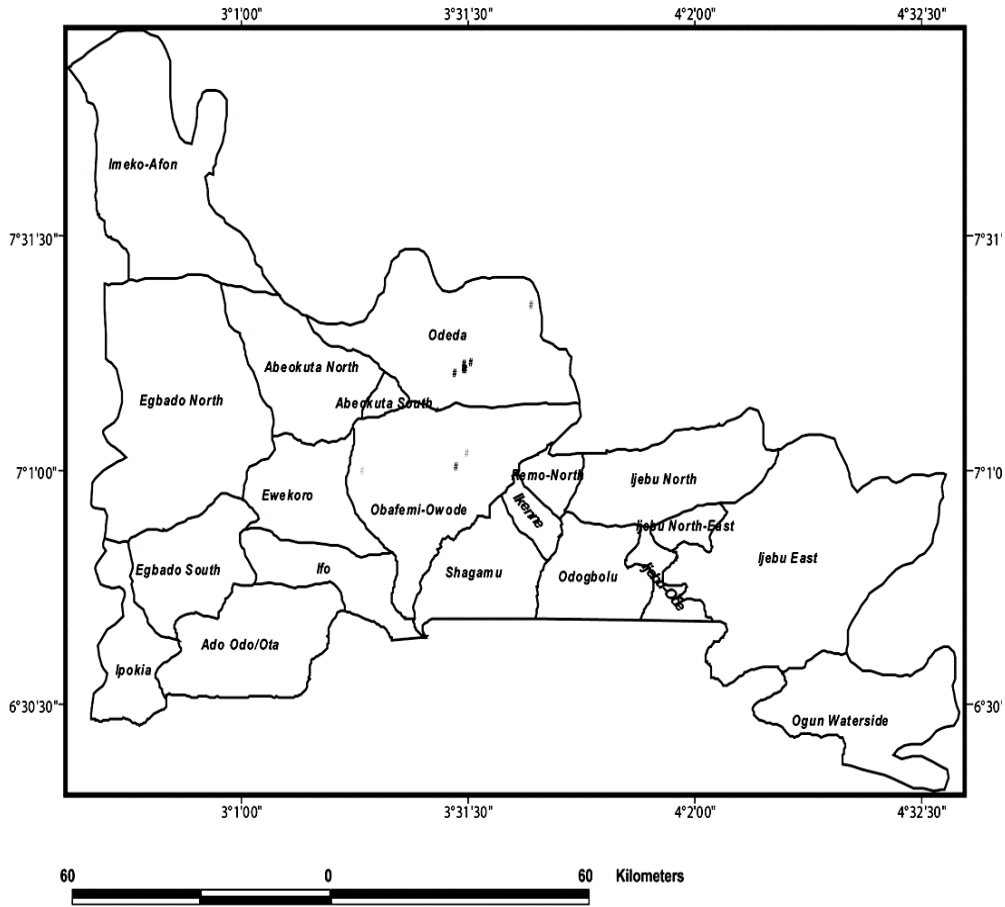 3°1'00"
3°31'30"
4°2'00"
4°32'30"
Imeko-Afon
7°31'30"
7°31'
Odeda
#
Abeokuta North
#
#
#
Egbado North
Abeokuta South
#
7°1'00"
#
#
7°1'0
Remo-North
Ijebu North
Ewekoro
Ikenne
Obafemi-Owode
Ijebu North-East
Ijebu East
Egbado South
Ifo
Shagamu
Odogbolu
Ijebu-Ode
Ado Odo/Ota
Ipokia
6°30'30"
6°30'
Ogun Waterside
3°1'00"
3°31'30"
4°2'00"
4°32'30"
60
0
60
Kilometers